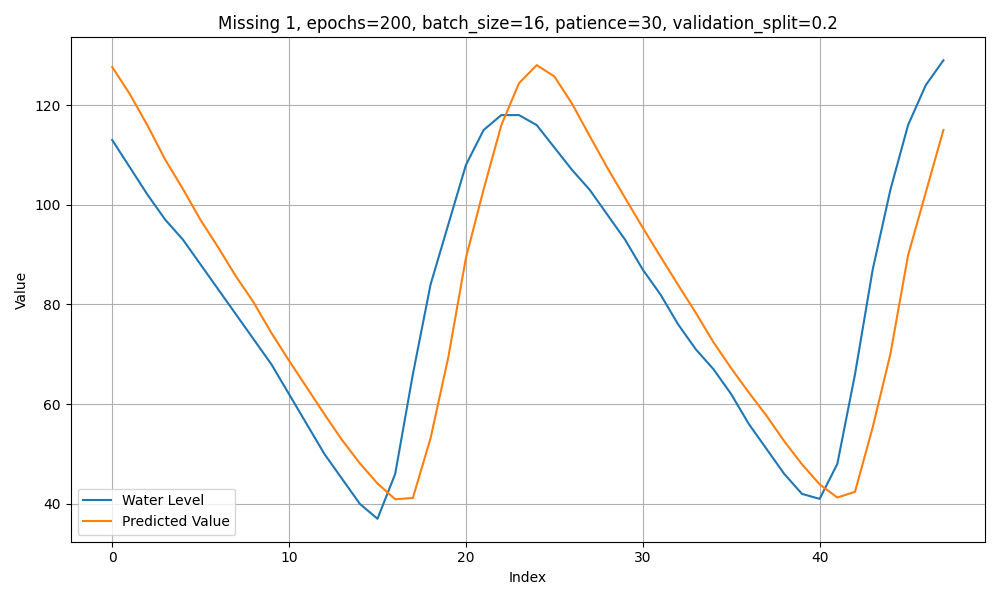 Missing 1, epochs=200, batch_size=16, patience=30, validation_split=0.2
Value
120
100
80
60
40
Water Level
Predicted Value
0 10 20 30 40
Index